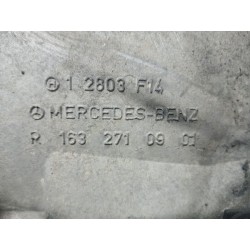 1 2803 F14
MERCEDES-BENZ
R 163 271 09 01